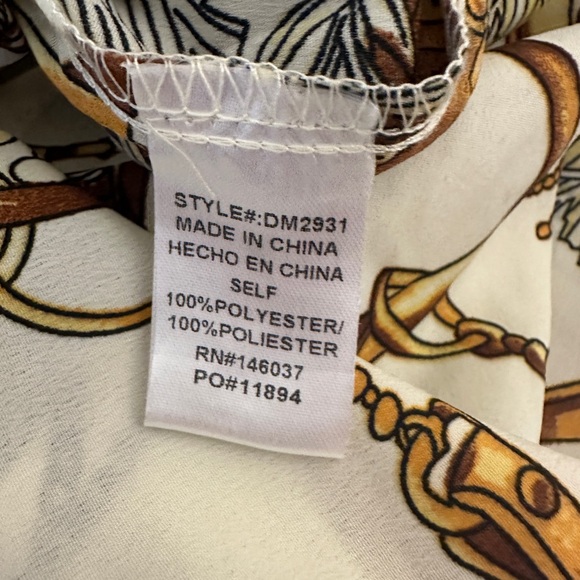 STYLE#:DM2931
MADE IN CHINA
HECHO EN CHINA
SELF
100%POLYESTER/
100%POLIESTER
RN#146037
PO#11894